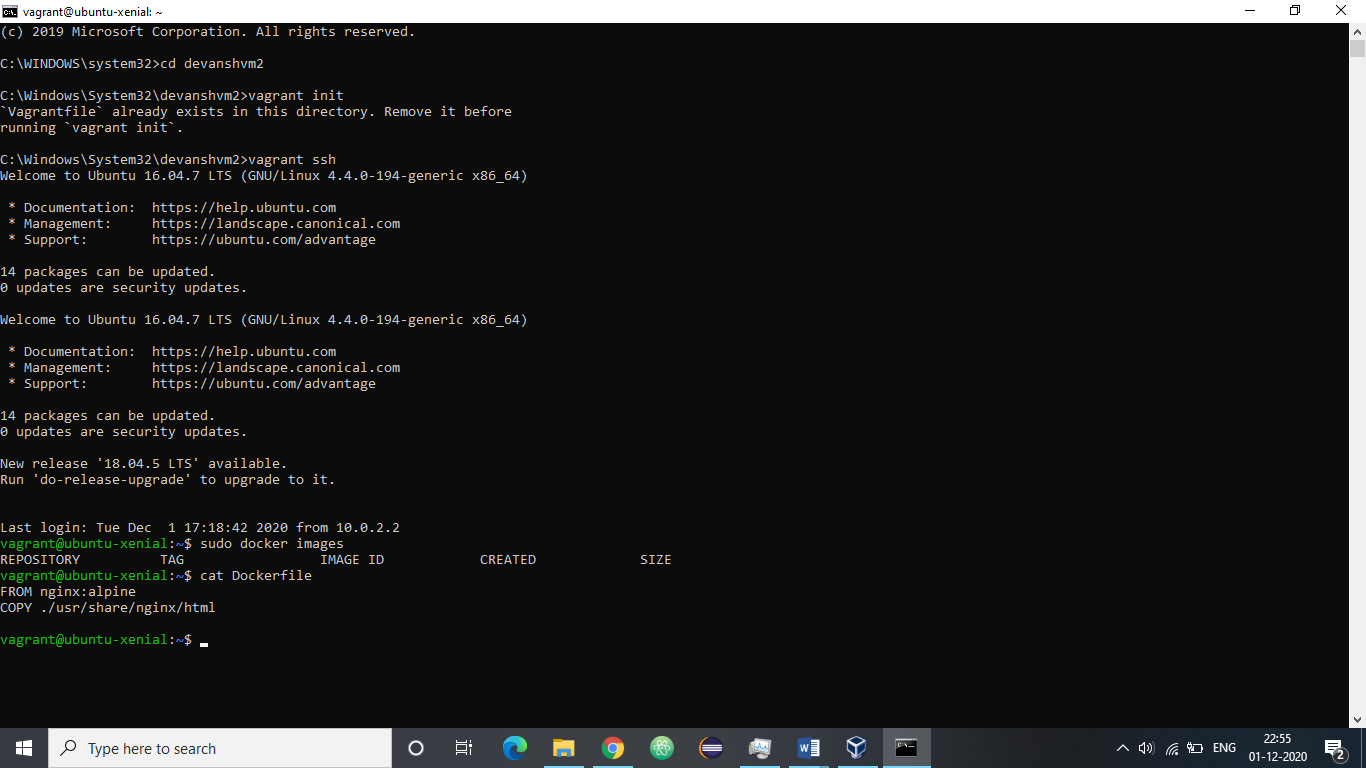 vagrant@ubuntu-xenial: ~
(c) 2019 Microsoft Corporation. All rights reserved.
C:\WINDOWS\system32>cd devanshvm2
C:\Windows\System32\devanshvm2>vagrant init
`Vagrantfile` already exists in this directory. Remove it before
running `vagrant init`.
C:\Windows\System32\devanshvm2>vagrant ssh
Welcome to Ubuntu 16.04.7 LTS (GNU/Linux 4.4.0-194-generic x86_64)
* Documentation:  https://help.ubuntu.com
* Management:     https://landscape.canonical.com
* Support:        https://ubuntu.com/advantage
14 packages can be updated.
0 updates are security updates.
Welcome to Ubuntu 16.04.7 LTS (GNU/Linux 4.4.0-194-generic x86_64)
* Documentation:  https://help.ubuntu.com
* Management:     https://landscape.canonical.com
* Support:        https://ubuntu.com/advantage
14 packages can be updated.
0 updates are security updates.
New release '18.04.5 LTS' available.
Run 'do-release-upgrade' to upgrade to it.
Last login: Tue Dec  1 17:18:42 2020 from 10.0.2.2
vagrant@ubuntu-xenial:~$ sudo docker images
REPOSITORY          TAG                 IMAGE ID            CREATED             SIZE
vagrant@ubuntu-xenial:~$ cat Dockerfile
FROM nginx:alpine
COPY ./usr/share/nginx/html
vagrant@ubuntu-xenial:~$
Type here to search
ENG
22:55
01-12-2020
2